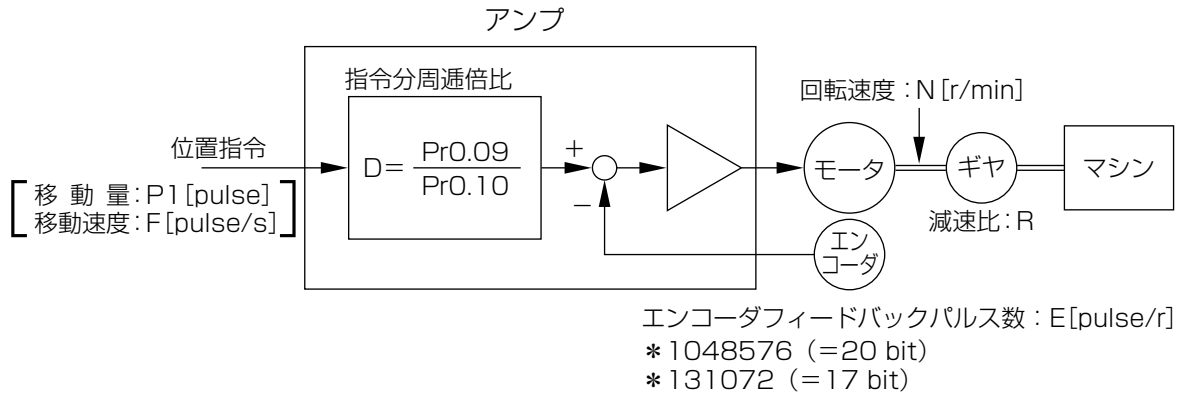 アンプ
指令分周逓倍比
D= Pr0.09
Pr0.10
位置指令
移動量:P1[pulse]
移動速度:F[pulse/s]
+
−
回転速度:N[r/min]
モータ
ギヤ
マシン
減速比:R
エン
コーダ
エンコーダフィードバックパルス数:E[pulse/r]
*1048576(=20 bit)
*131072(=17 bit)